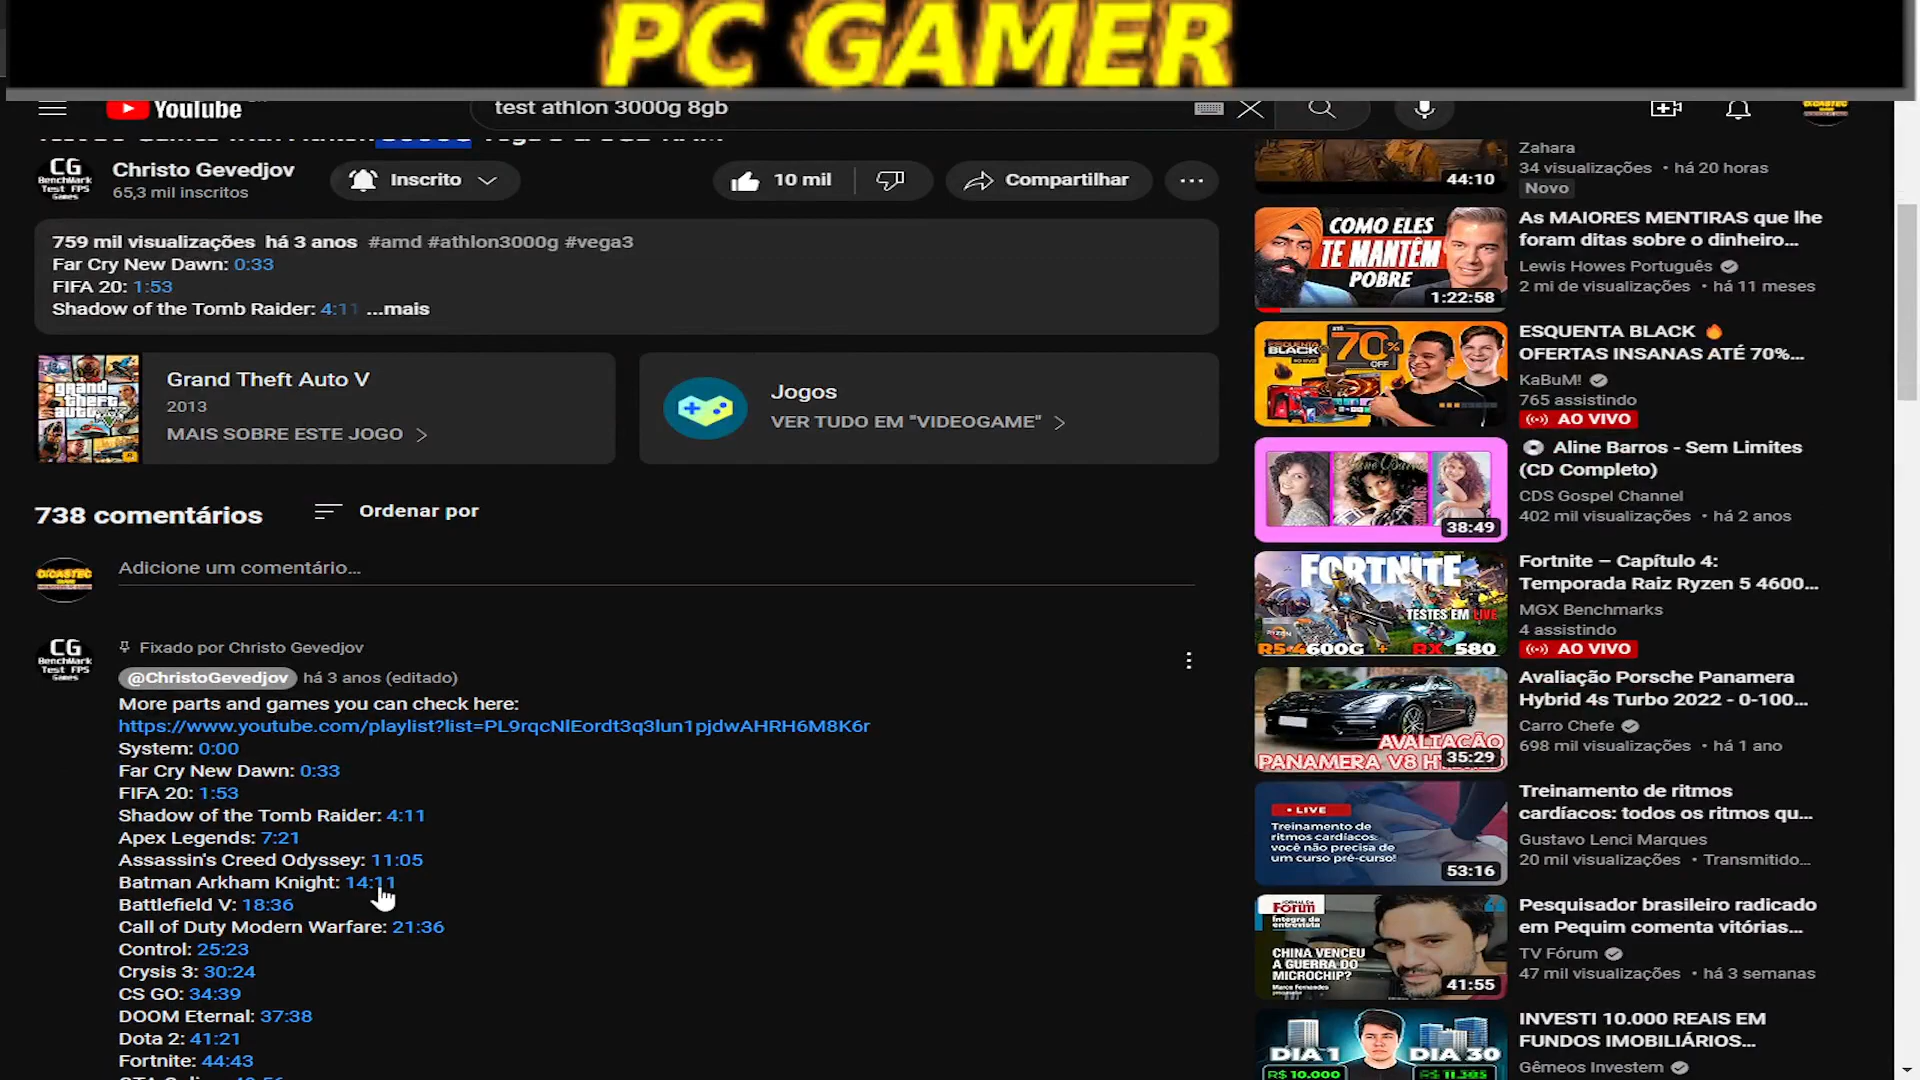 PC GAMER
YouTube
test athlon 3000g 8gb
Christo Gevedjov
65,3 mil inscritos
Inscrito
10 mil
Compartilhar
759 mil visualizações há 3 anos #amd #athlon3000g #vega3
Far Cry New Dawn: 0:33
FIFA 20: 1:53
Shadow of the Tomb Raider: 4:11 ...mais
Grand Theft Auto V
2013
MAIS SOBRE ESTE JOGO
Jogos
VER TUDO EM "VIDEOGAME"
738 comentários
Ordenar por
Adicione um comentário...
CG
BenchMark
Test FPS
Games
Fixado por Christo Gevedjov
@ChristoGevedjov há 3 anos (editado)
More parts and games you can check here:
https://www.youtube.com/playlist?list=PL9rqcNlEordt3q3lun1pjdwAHRH6M8K6r
System: 0:00
Far Cry New Dawn: 0:33
FIFA 20: 1:53
Shadow of the Tomb Raider: 4:11
Apex Legends: 7:21
Assassin's Creed Odyssey: 11:05
Batman Arkham Knight: 14:11
Battlefield V: 18:36
Call of Duty Modern Warfare: 21:36
Control: 25:23
Crysis 3: 30:24
CS GO: 34:39
DOOM Eternal: 37:38
Dota 2: 41:21
Fortnite: 44:43
44:10
Zahara
34 visualizações • há 20 horas
Novo
COMO ELES
TE MANTÊM
POBRE
1:22:58
As MAIORES MENTIRAS que lhe
foram ditas sobre o dinheiro...
Lewis Howes Português
2 mi de visualizações • há 11 meses
ESQUENTA
BLACK
70%
OFF
ESQUENTA BLACK
OFERTAS INSANAS ATÉ 70%...
KaBuM!
765 assistindo
AO VIVO
38:49
Aline Barros - Sem Limites
(CD Completo)
CDS Gospel Channel
402 mil visualizações • há 2 anos
FORTNITE
TESTES EM LIVE
R5 4600G + RX 580
Fortnite – Capítulo 4:
Temporada Raiz Ryzen 5 4600...
MGX Benchmarks
4 assistindo
AO VIVO
AVALIAÇÃO
PANAMERA V8
35:29
Avaliação Porsche Panamera
Hybrid 4s Turbo 2022 - 0-100...
Carro Chefe
698 mil visualizações • há 1 ano
• LIVE
Treinamento de
ritmos cardíacos:
você não precisa de
um curso pré-curso!
53:16
Treinamento de ritmos
cardíacos: todos os ritmos qu...
Gustavo Lenci Marques
20 mil visualizações • Transmitido...
Forum
Íntegra da
entrevista
CHINA VENCEU
A GUERRA DO
MICROCHIP?
41:55
Pesquisador brasileiro radicado
em Pequim comenta vitórias...
TV Fórum
47 mil visualizações • há 3 semanas
DIA 1
R$ 10.000
DIA 30
INVESTI 10.000 REAIS EM
FUNDOS IMOBILIÁRIOS...
Gêmeos Investem